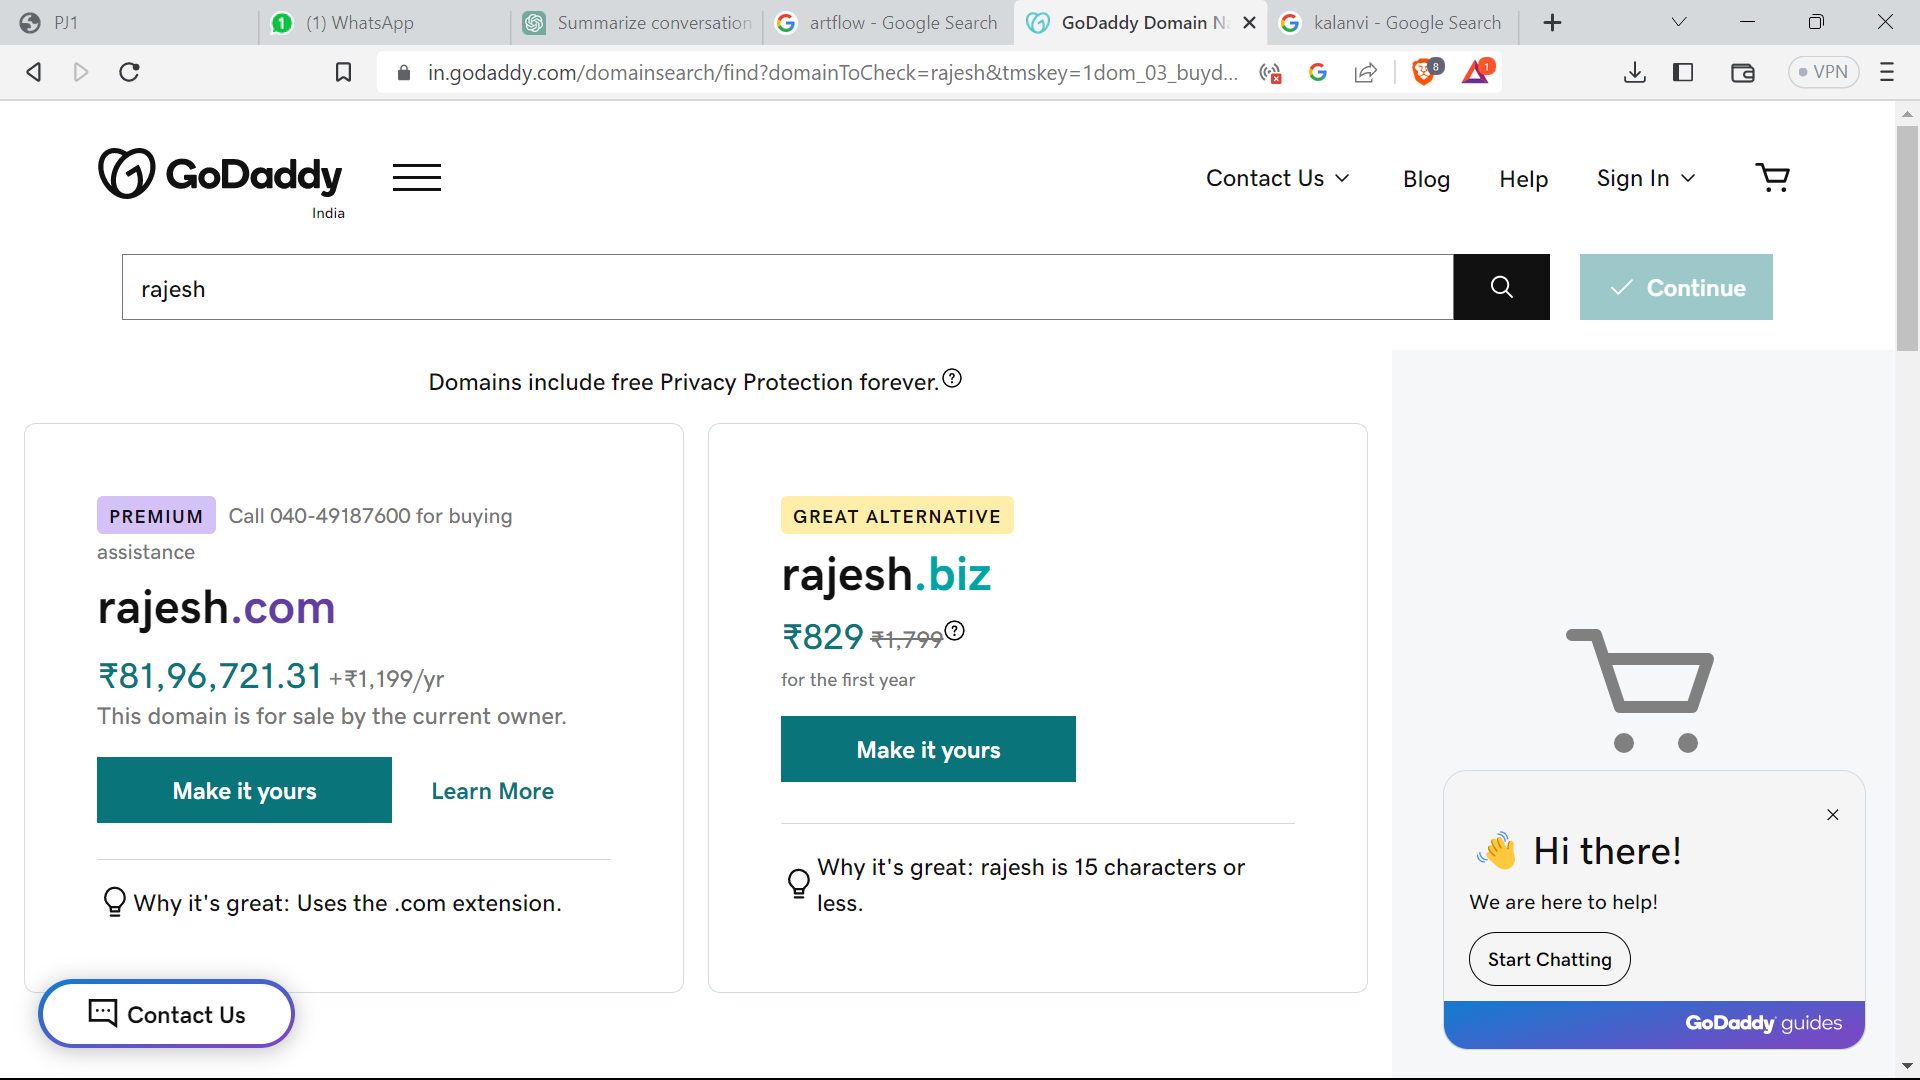 PJ1
1
(1) WhatsApp
Summarize conversation
artflow - Google Search
GoDaddy Domain N
kalanvi - Google Search
in.godaddy.com/domainsearch/find?domainToCheck=rajesh&tmskey=1dom_03_buyd...
8
1
VPN
GoDaddy
India
Contact Us
Blog
Help
Sign In
rajesh
Continue
Domains include free Privacy Protection forever.
PREMIUM Call 040-49187600 for buying
assistance
rajesh.com
₹81,96,721.31 +₹1,199/yr
This domain is for sale by the current owner.
Make it yours
Learn More
Why it's great: Uses the .com extension.
GREAT ALTERNATIVE
rajesh.biz
₹829 ₹1,799
for the first year
Make it yours
Why it's great: rajesh is 15 characters or
less.
Hi there!
We are here to help!
Start Chatting
GoDaddy guides
Contact Us